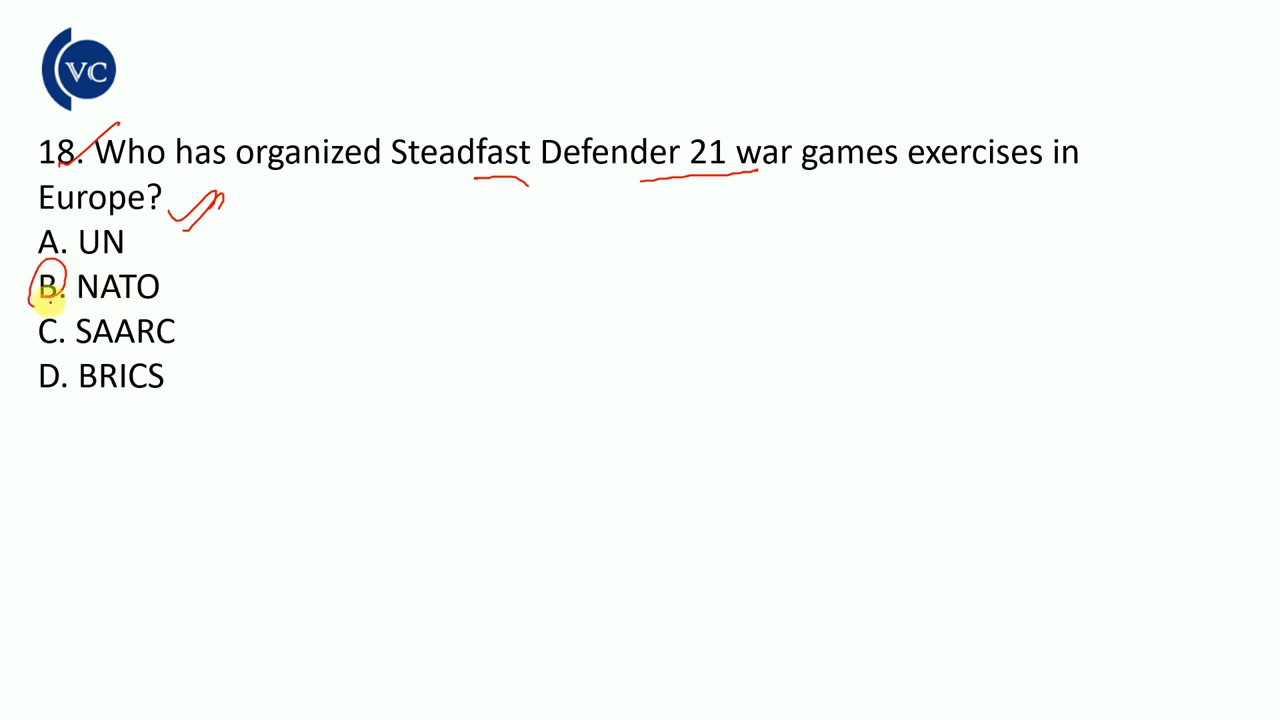 VC
18. Who has organized Steadfast Defender 21 war games exercises in
Europe?
A. UN
B. NATO
C. SAARC
D. BRICS